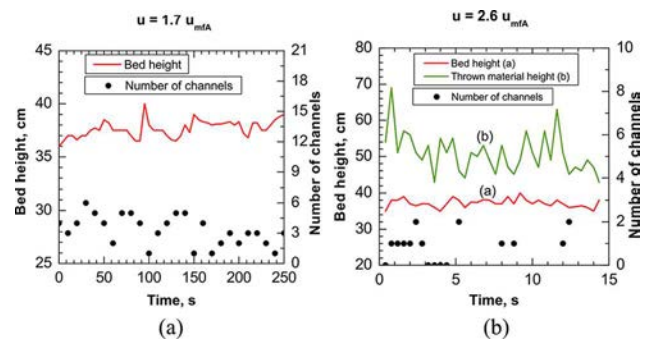 u = 1.7 u_mfA
(a)
45
40
35
30
25
21
18
15
12
9
6
3
0
Bed height, cm
Number of channels
Bed height
Number of channels
0 50 100 150 200 250
Time, s
(a)
u = 2.6 u_mfA
(b)
80
70
60
50
40
30
20
10
8
6
4
2
0
Bed height, cm
Number of channels
Bed height (a)
Thrown material height (b)
Number of channels
(b)
(a)
0 5 10 15
Time, s
(b)